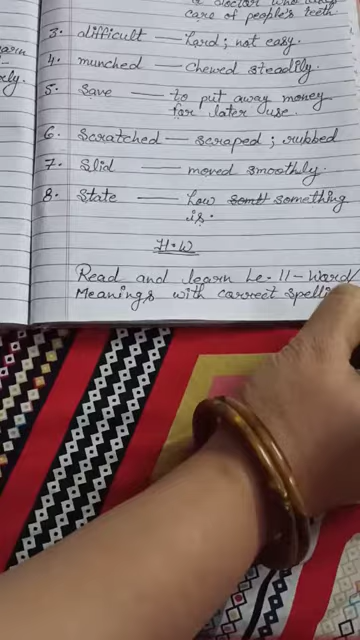 a doctor who
care of people's teeth.
3. difficult — hard; not easy.
4. munched — chewed steadily.
5. Save — to put away money
for later use.
6. Scratched — scraped; rubbed
7. Slid — moved smoothly.
8. State — how something
is.
H.W
Read and learn Le-11-Word/
Meanings with correct